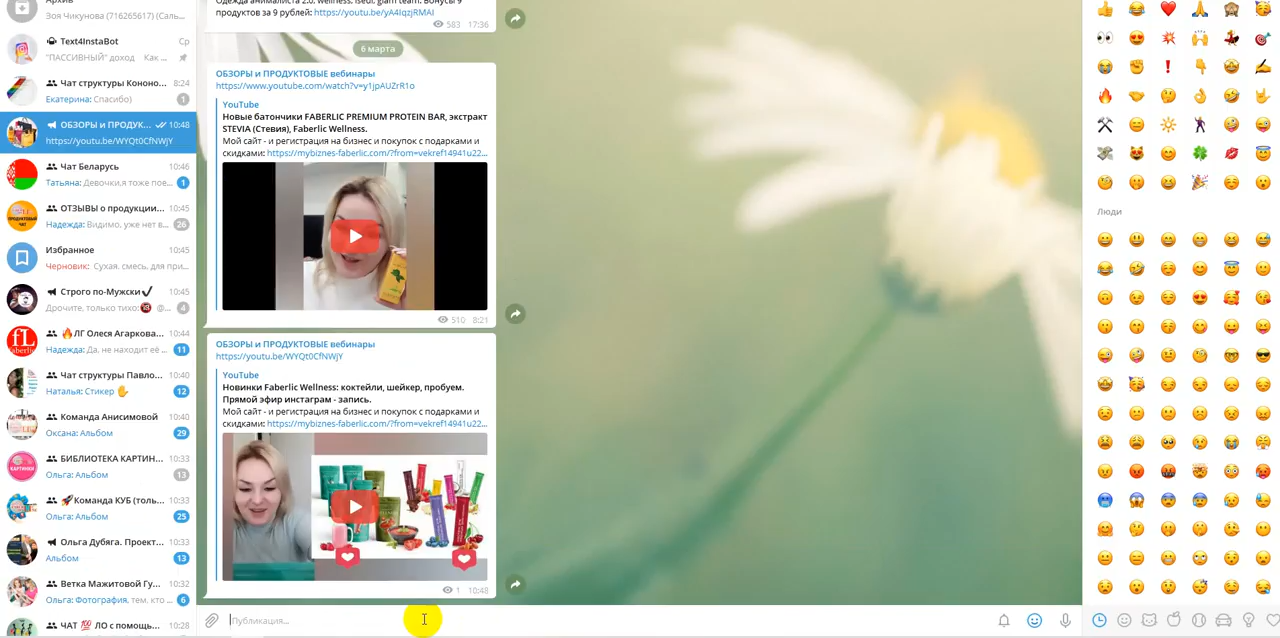 Архив
Зоя Чикунова (716265617) (Саль...
Text4InstaBot
Ср
"ПАССИВНЫЙ" доход Как ...
Чат структуры Кононо...
8:24
Екатерина: Спасибо)
1
ОБЗОРЫ и ПРОДУК...
10:48
https://youtu.be/WYQt0CfNWjY
Чат Беларусь
10:46
Татьяна: Девочки,я тоже пое...
1
ОТЗЫВЫ о продукции...
10:45
Надежда: Видимо, уже нет в...
26
Избранное
10:45
Черновик: Сухая. смесь, для при...
Строго по-Мужски
10:45
Дрочите, только тихо:🔞 @...
4
ЛГ Олеся Агаркова...
10:44
Надежда: Да, не находит её ...
11
Чат структуры Павло...
10:40
Наталья: Стикер
12
Команда Анисимовой
10:40
Оксана: Альбом
29
БИБЛИОТЕКА КАРТИН...
10:33
Ольга: Альбом
13
Команда КУБ (толь...
10:33
Ольга: Альбом
25
Ольга Дубяга. Проект...
10:33
Альбом
13
Ветка Мажитовой Гу...
10:32
Ольга: Фотография, тем, кто ...
6
ЧАТ 💯 ЛО с помощь...
10:28
Одежда анималиста 2.0, wellness, iseul, glam team. Бонусы 9
продуктов за 9 рублей: https://youtu.be/yA4IqzjRMAI
583 17:36
6 марта
ОБЗОРЫ и ПРОДУКТОВЫЕ вебинары
https://www.youtube.com/watch?v=y1jpAUZrR1o
YouTube
Новые батончики FABERLIC PREMIUM PROTEIN BAR, экстракт
STEVIA (Стевия), Faberlic Wellness.
Мой сайт - и регистрация на бизнес и покупок с подарками и
скидками: https://mybiznes-faberlic.com/?from=vekref14941u22...
510 8:21
ОБЗОРЫ и ПРОДУКТОВЫЕ вебинары
https://youtu.be/WYQt0CfNWjY
YouTube
Новинки Faberlic Wellness: коктейли, шейкер, пробуем.
Прямой эфир инстаграм - запись.
Мой сайт - и регистрация на бизнес и покупок с подарками и
скидками: https://mybiznes-faberlic.com/?from=vekref14941u22...
1 10:48
Публикация...
Люди